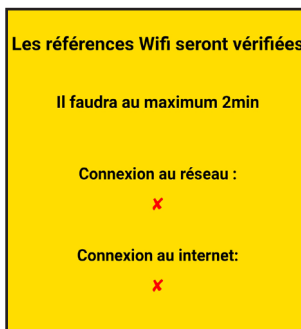 Les références Wifi seront vérifiées
Il faudra au maximum 2min
Connexion au réseau :
✘
Connexion au internet:
✘